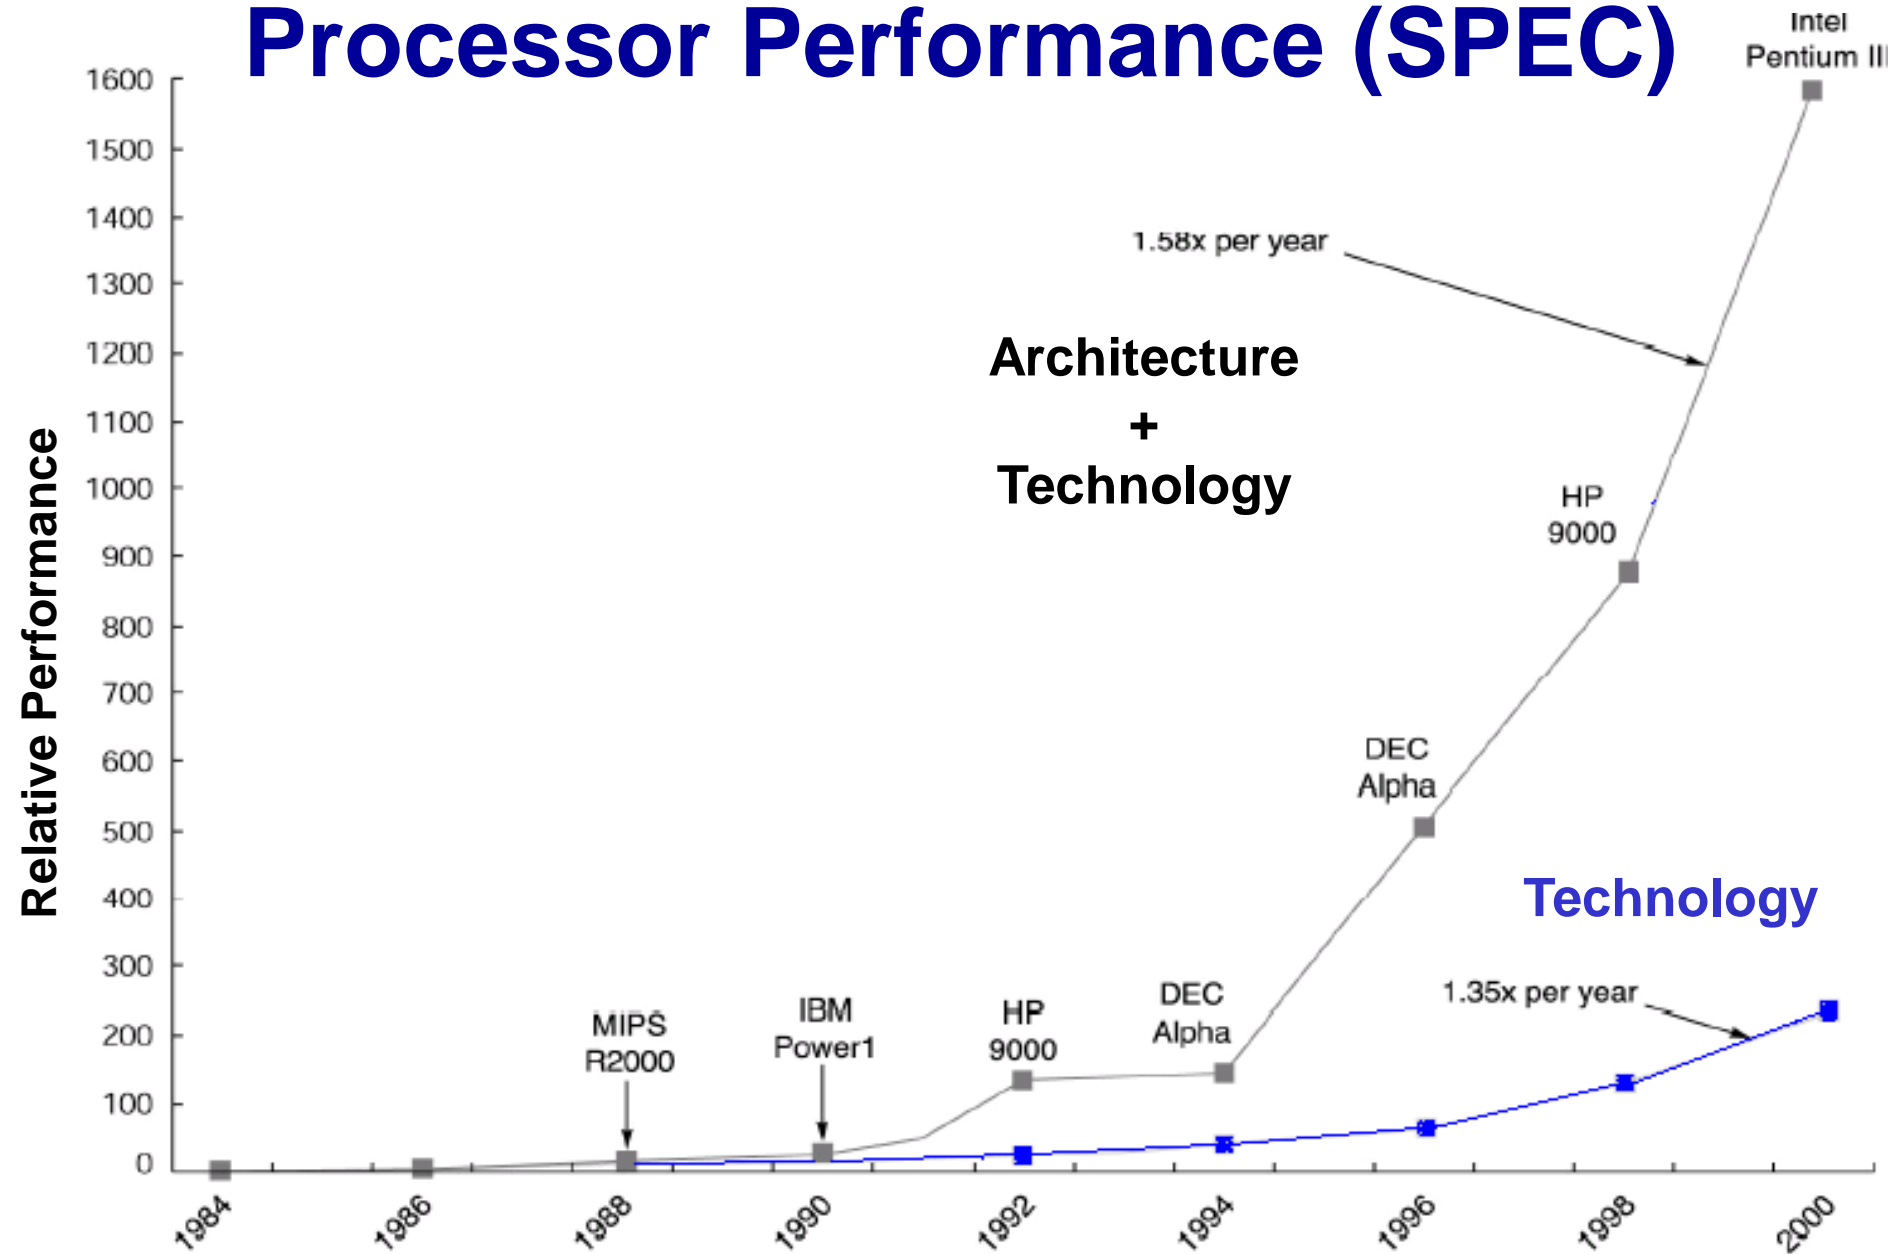 Processor Performance (SPEC)
Intel
Pentium III
1600
1500
1400
1300
1200
1100
1000
900
800
700
600
500
400
300
200
100
0
Relative Performance
1.58x per year
Architecture
+
Technology
HP
9000
DEC
Alpha
Technology
1.35x per year
MIPS
R2000
IBM
Power1
HP
9000
DEC
Alpha
1984
1986
1988
1990
1992
1994
1996
1998
2000